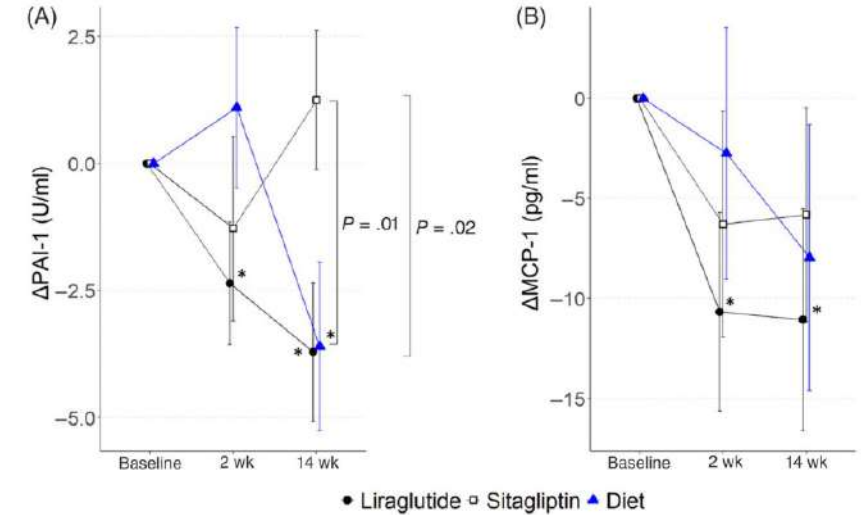 (A)
ΔPAI-1 (U/ml)
2.5
0.0
−2.5
−5.0
*
*
*
P = .01
P = .02
Baseline
2 wk
14 wk
(B)
ΔMCP-1 (pg/ml)
0
−5
−10
−15
*
*
Baseline
2 wk
14 wk
Liraglutide
Sitagliptin
Diet